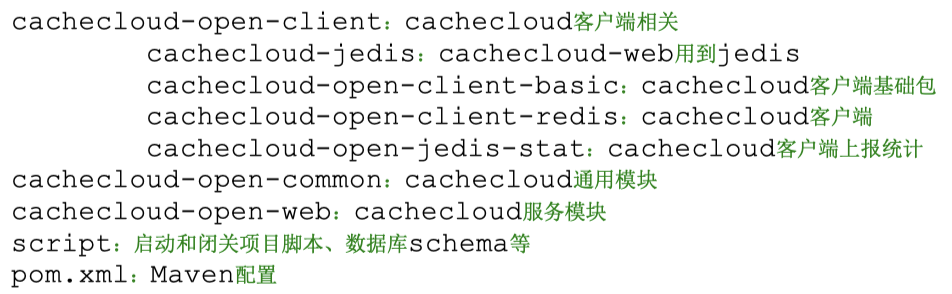 cachecloud-open-client：cachecloud客户端相关
cachecloud-jedis：cachecloud-web用到jedis
cachecloud-open-client-basic：cachecloud客户端基础包
cachecloud-open-client-redis：cachecloud客户端
cachecloud-open-jedis-stat：cachecloud客户端上报统计
cachecloud-open-common：cachecloud通用模块
cachecloud-open-web：cachecloud服务模块
script：启动和闭关项目脚本、数据库schema等
pom.xml：Maven配置